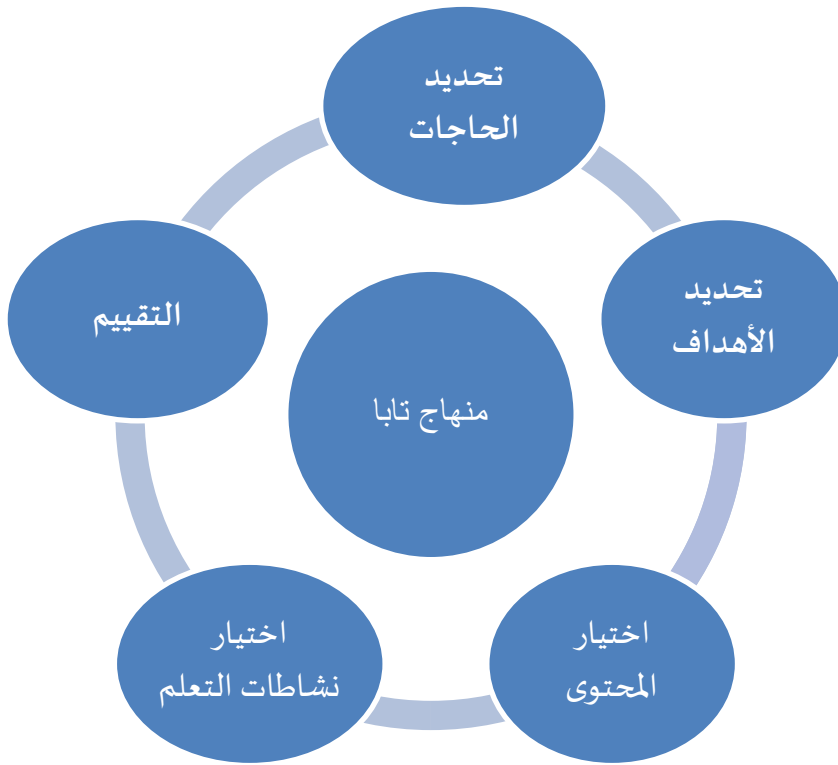 تحديد
الحاجات
تحديد
الأهداف
اختيار
المحتوى
اختيار
نشاطات التعلم
التقييم
منهاج تابا